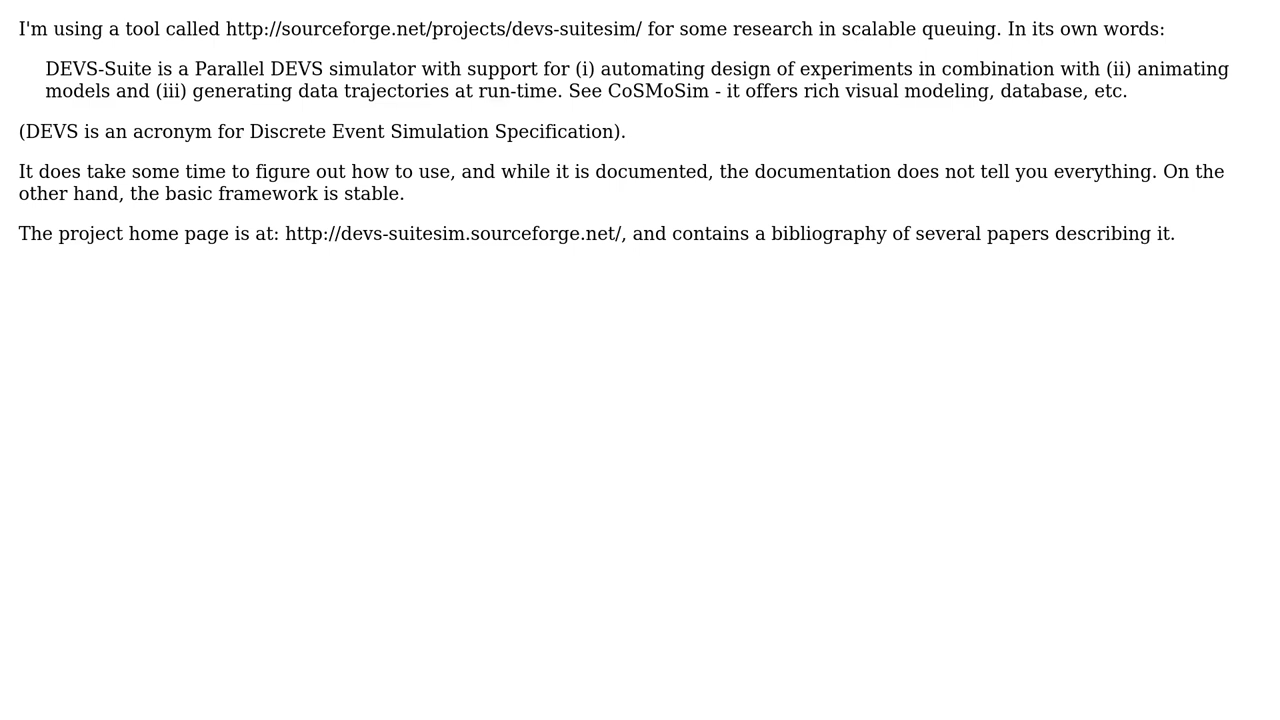 I'm using a tool called http://sourceforge.net/projects/devs-suitesim/ for some research in scalable queuing. In its own words:
DEVS-Suite is a Parallel DEVS simulator with support for (i) automating design of experiments in combination with (ii) animating
models and (iii) generating data trajectories at run-time. See CoSMoSim - it offers rich visual modeling, database, etc.
(DEVS is an acronym for Discrete Event Simulation Specification).
It does take some time to figure out how to use, and while it is documented, the documentation does not tell you everything. On the
other hand, the basic framework is stable.
The project home page is at: http://devs-suitesim.sourceforge.net/, and contains a bibliography of several papers describing it.